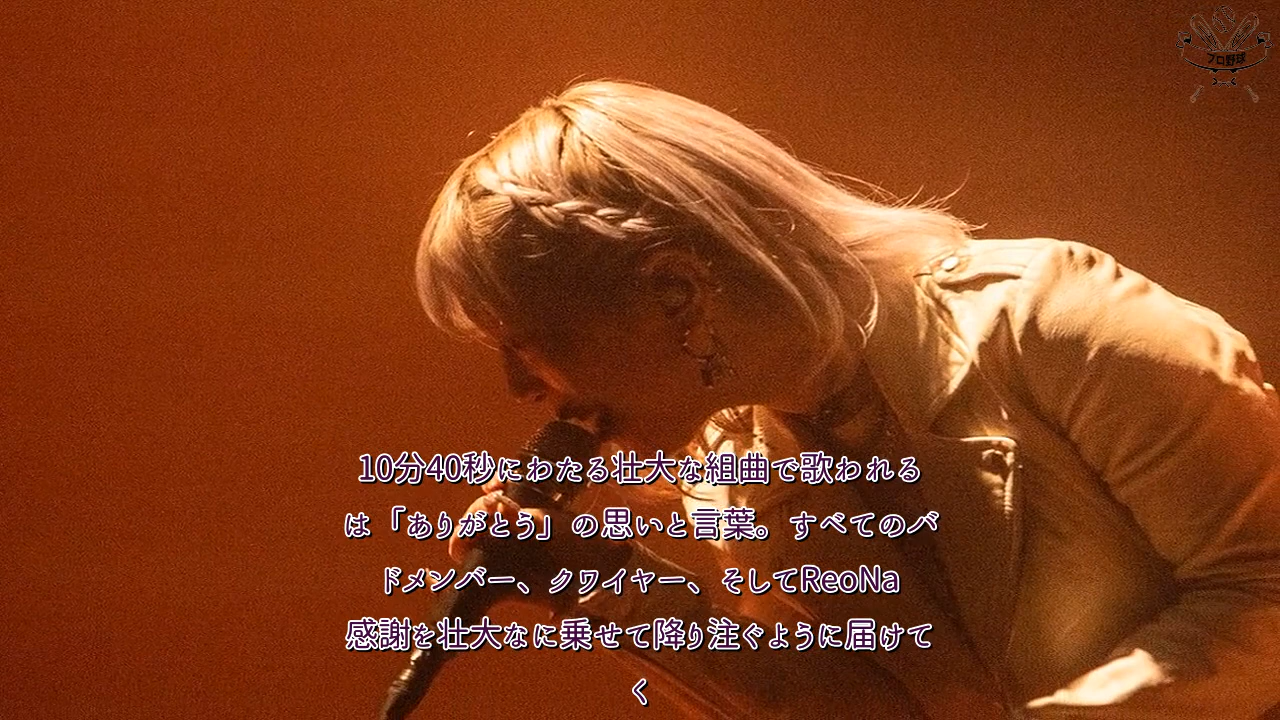 プロ野球
10分40秒にわたる壮大な組曲で歌われる
は「ありがとう」の思いと言葉。すべてのバ
ドメンバー、クワイヤー、そしてReoNa
感謝を壮大なに乗せて降り注ぐように届けて
く